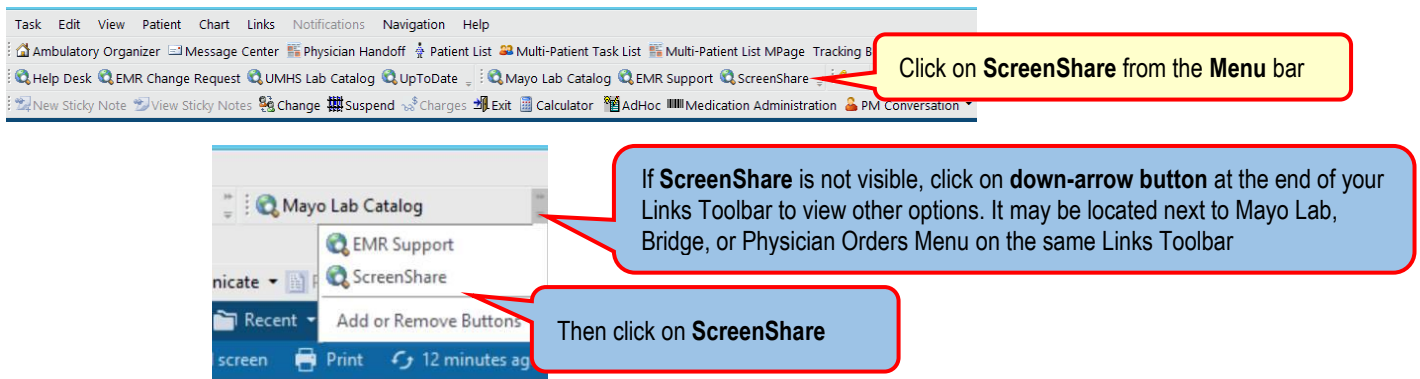 Task Edit View Patient Chart Links Notifications Navigation Help
Ambulatory Organizer Message Center Physician Handoff Patient List Multi-Patient Task List Multi-Patient List MPage Tracking
Help Desk EMR Change Request UMHS Lab Catalog UpToDate Mayo Lab Catalog EMR Support ScreenShare
New Sticky Note View Sticky Notes Change Suspend Charges Exit Calculator AdHoc Medication Administration PM Conversation
Click on ScreenShare from the Menu bar
Mayo Lab Catalog
EMR Support
ScreenShare
nicate
Recent
Add or Remove Buttons
screen Print 12 minutes ag
If ScreenShare is not visible, click on down-arrow button at the end of your
Links Toolbar to view other options. It may be located next to Mayo Lab,
Bridge, or Physician Orders Menu on the same Links Toolbar
Then click on ScreenShare